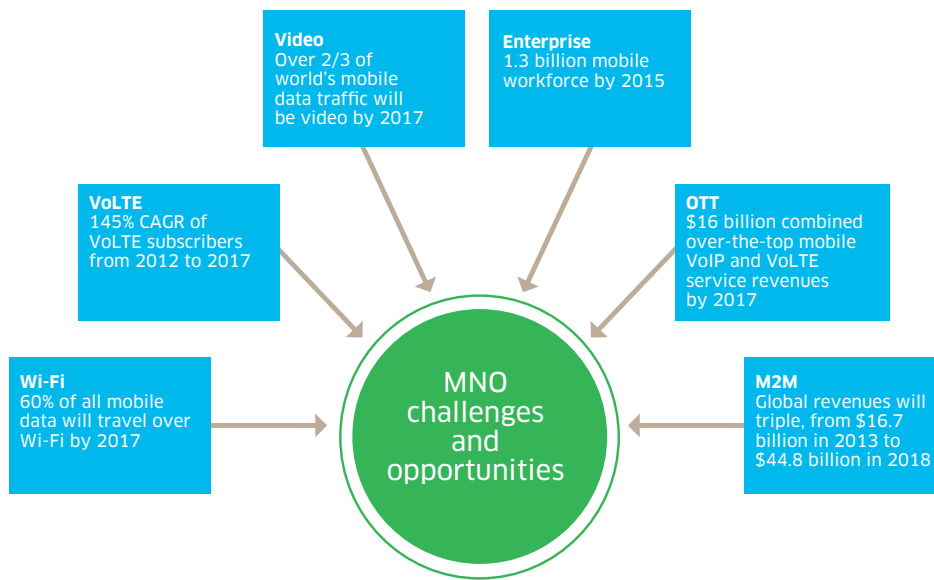 Video
Over 2/3 of
world's mobile
data traffic will
be video by 2017
Enterprise
1.3 billion mobile
workforce by 2015
VoLTE
145% CAGR of
VoLTE subscribers
from 2012 to 2017
OTT
$16 billion combined
over-the-top mobile
VoIP and VoLTE
service revenues
by 2017
Wi-Fi
60% of all mobile
data will travel over
Wi-Fi by 2017
MNO
challenges
and
opportunities
M2M
Global revenues will
triple, from $16.7
billion in 2013 to
$44.8 billion in 2018